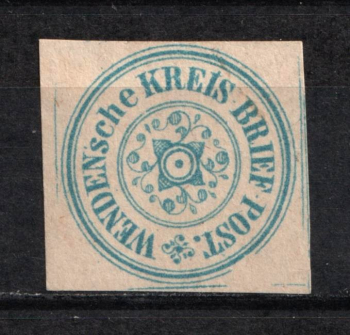 WENDENsche KREIS BRIEF POST.